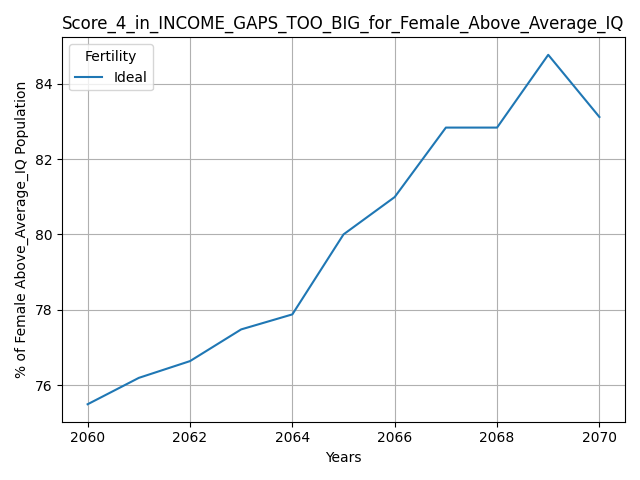 Score_4_in_INCOME_GAPS_TOO_BIG_for_Female_Above_Average_IQ
Fertility
Ideal
% of Female Above_Average_IQ Population
84
82
80
78
76
2060
2062
2064
2066
2068
2070
Years